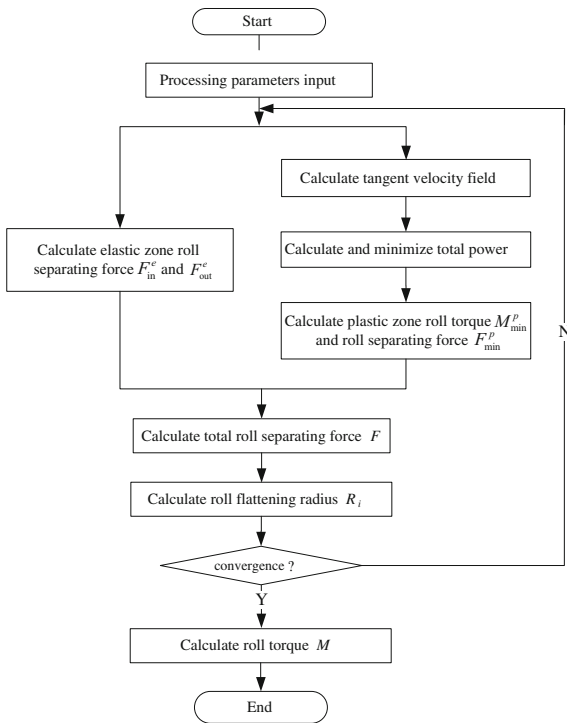 Start
Processing parameters input
Calculate tangent velocity field
Calculate elastic zone roll
separating force F_in^e and F_out^e
Calculate and minimize total power
Calculate plastic zone roll torque M_min^p
and roll separating force F_min^p
N
Calculate total roll separating force F
Calculate roll flattening radius R_i
convergence ?
Y
Calculate roll torque M
End